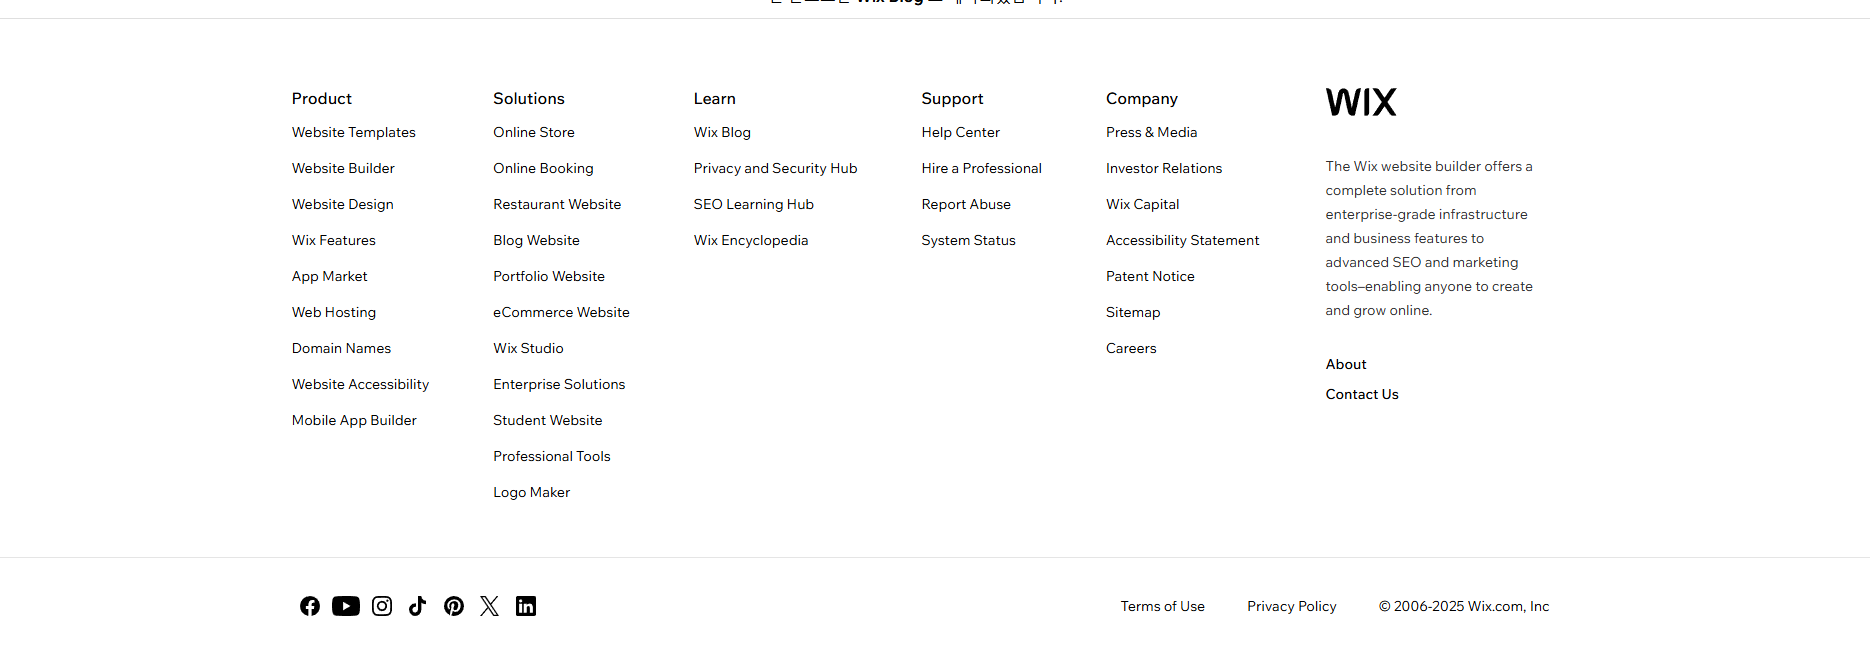 Wix Blog
Product
Website Templates
Website Builder
Website Design
Wix Features
App Market
Web Hosting
Domain Names
Website Accessibility
Mobile App Builder
Solutions
Online Store
Online Booking
Restaurant Website
Blog Website
Portfolio Website
eCommerce Website
Wix Studio
Enterprise Solutions
Student Website
Professional Tools
Logo Maker
Learn
Wix Blog
Privacy and Security Hub
SEO Learning Hub
Wix Encyclopedia
Support
Help Center
Hire a Professional
Report Abuse
System Status
Company
Press & Media
Investor Relations
Wix Capital
Accessibility Statement
Patent Notice
Sitemap
Careers
WIX
The Wix website builder offers a
complete solution from
enterprise-grade infrastructure
and business features to
advanced SEO and marketing
tools–enabling anyone to create
and grow online.
About
Contact Us
Terms of Use
Privacy Policy
© 2006-2025 Wix.com, Inc